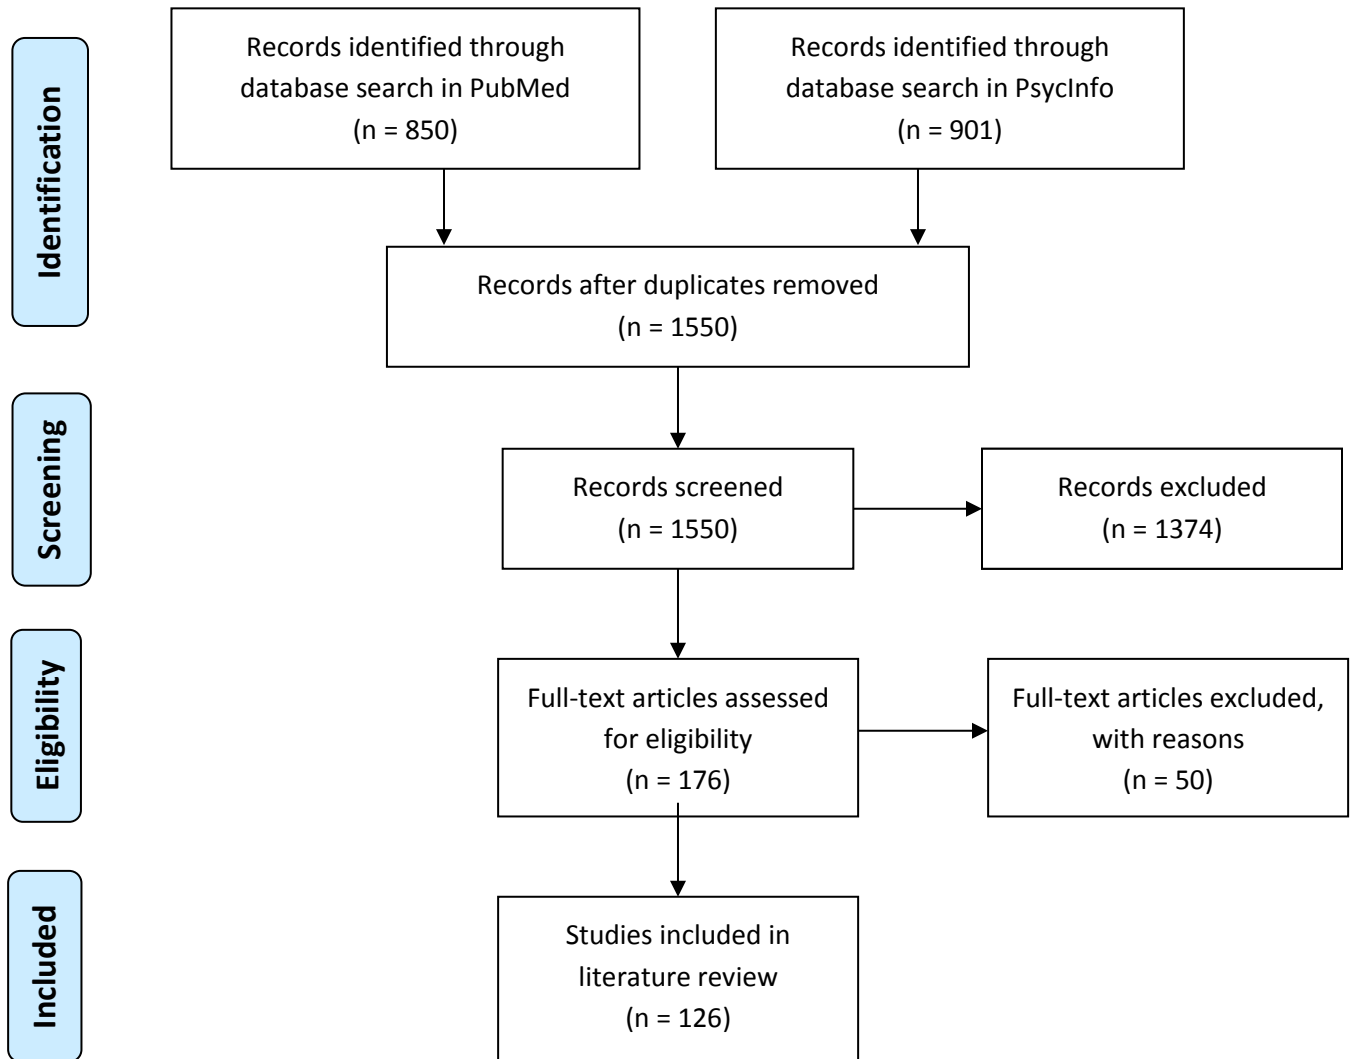 Identification
Records identified through
database search in PubMed
(n = 850)
Records identified through
database search in PsycInfo
(n = 901)
Records after duplicates removed
(n = 1550)
Screening
Records screened
(n = 1550)
Records excluded
(n = 1374)
Eligibility
Full-text articles assessed
for eligibility
(n = 176)
Full-text articles excluded,
with reasons
(n = 50)
Included
Studies included in
literature review
(n = 126)